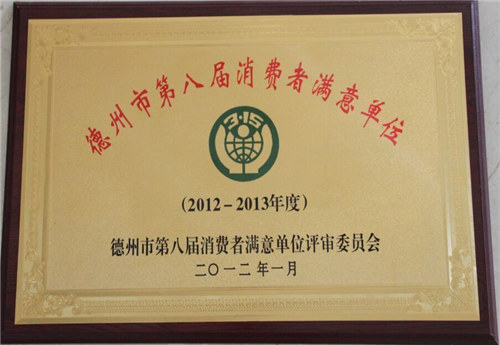 德州市第八届消费者满意单位
3·15
(2012-2013年度)
德州市第八届消费者满意单位评审委员会
二〇一二年一月